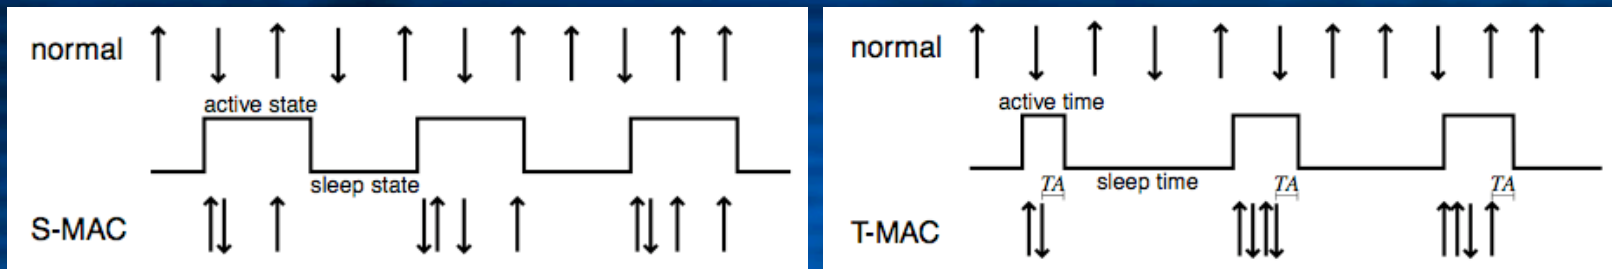 normal
active state
sleep state
S-MAC
normal
active time
TA
sleep time
TA
TA
T-MAC